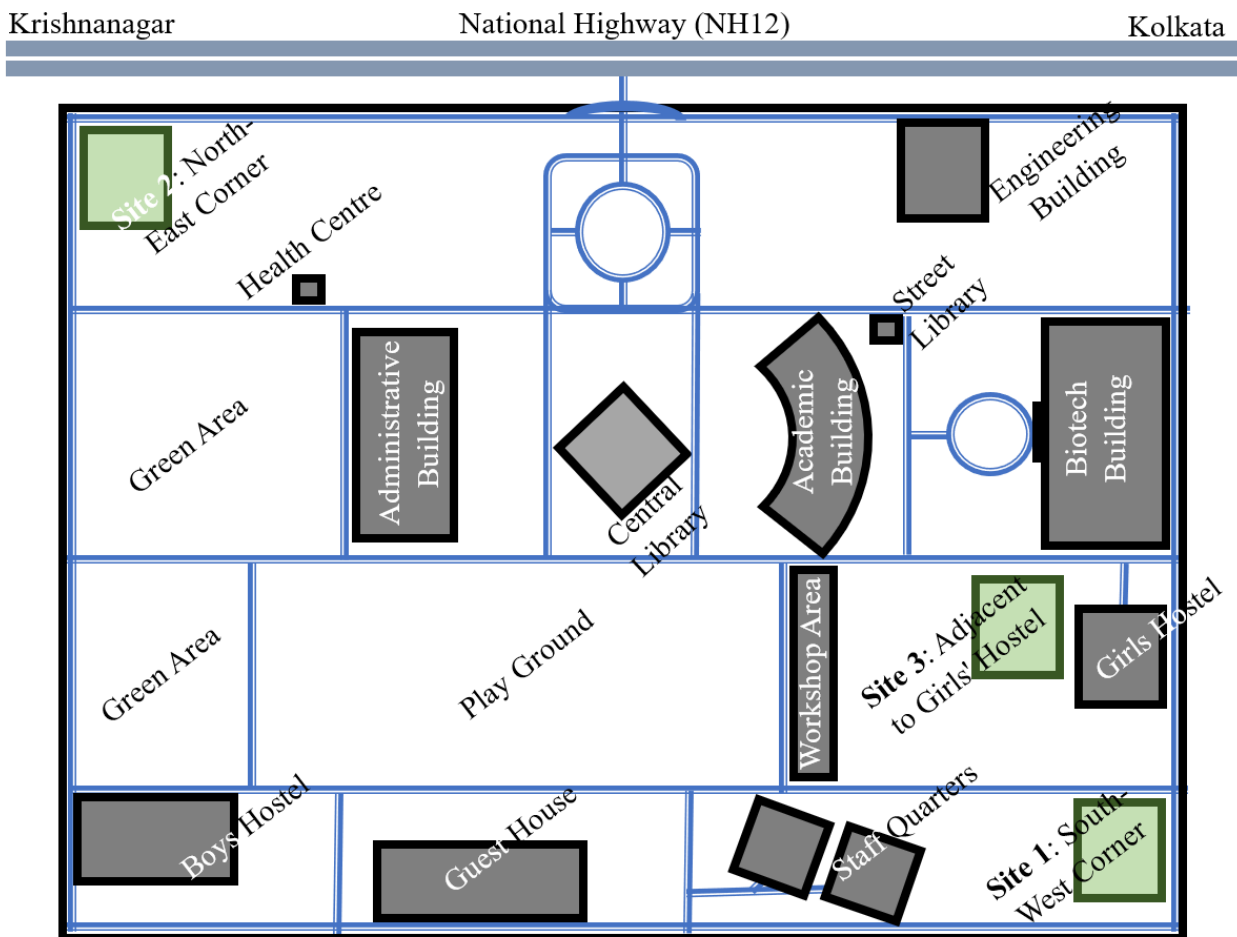 Krishnanagar
National Highway (NH12)
Kolkata
Site 2: North-
East Corner
Health Centre
Engineering
Building
Street
Library
Green Area
Administrative
Building
Central
Library
Academic
Building
Biotech
Building
Green Area
Play Ground
Workshop Area
Site 3: Adjacent
to Girls' Hostel
Girls Hostel
Boys Hostel
Guest House
Staff Quarters
Site 1: South-
West Corner